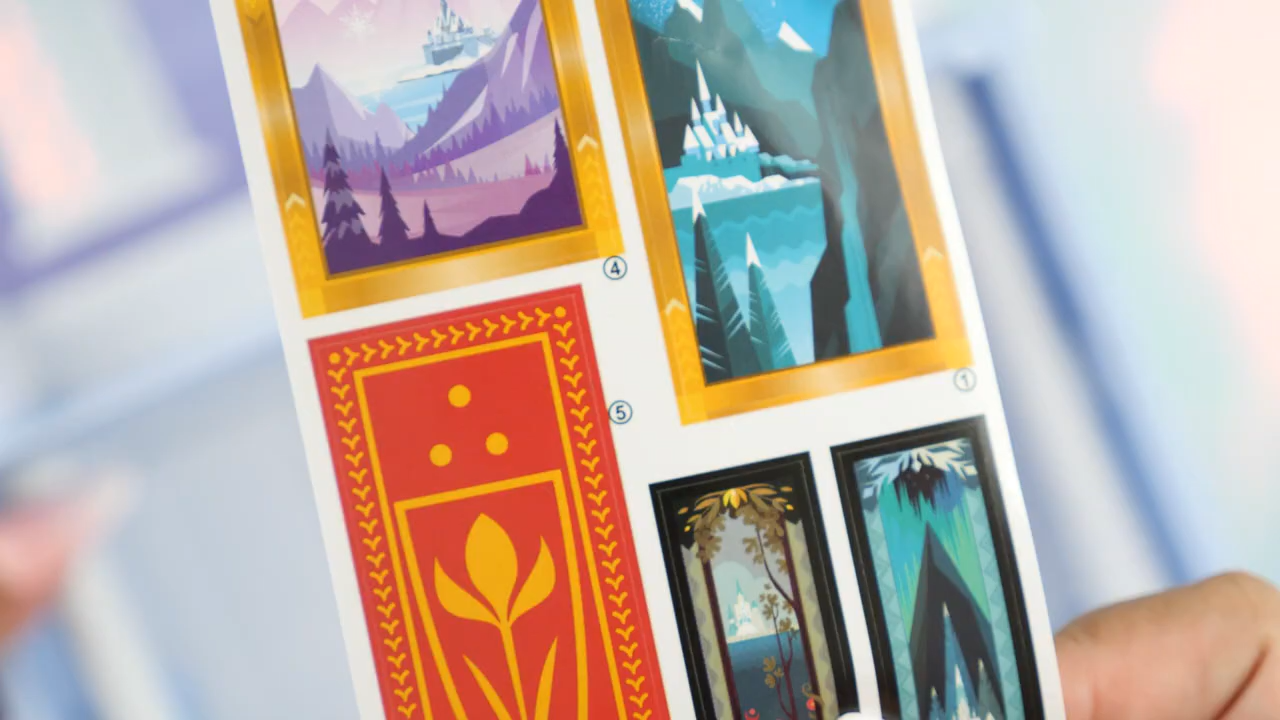 ④
①
⑤